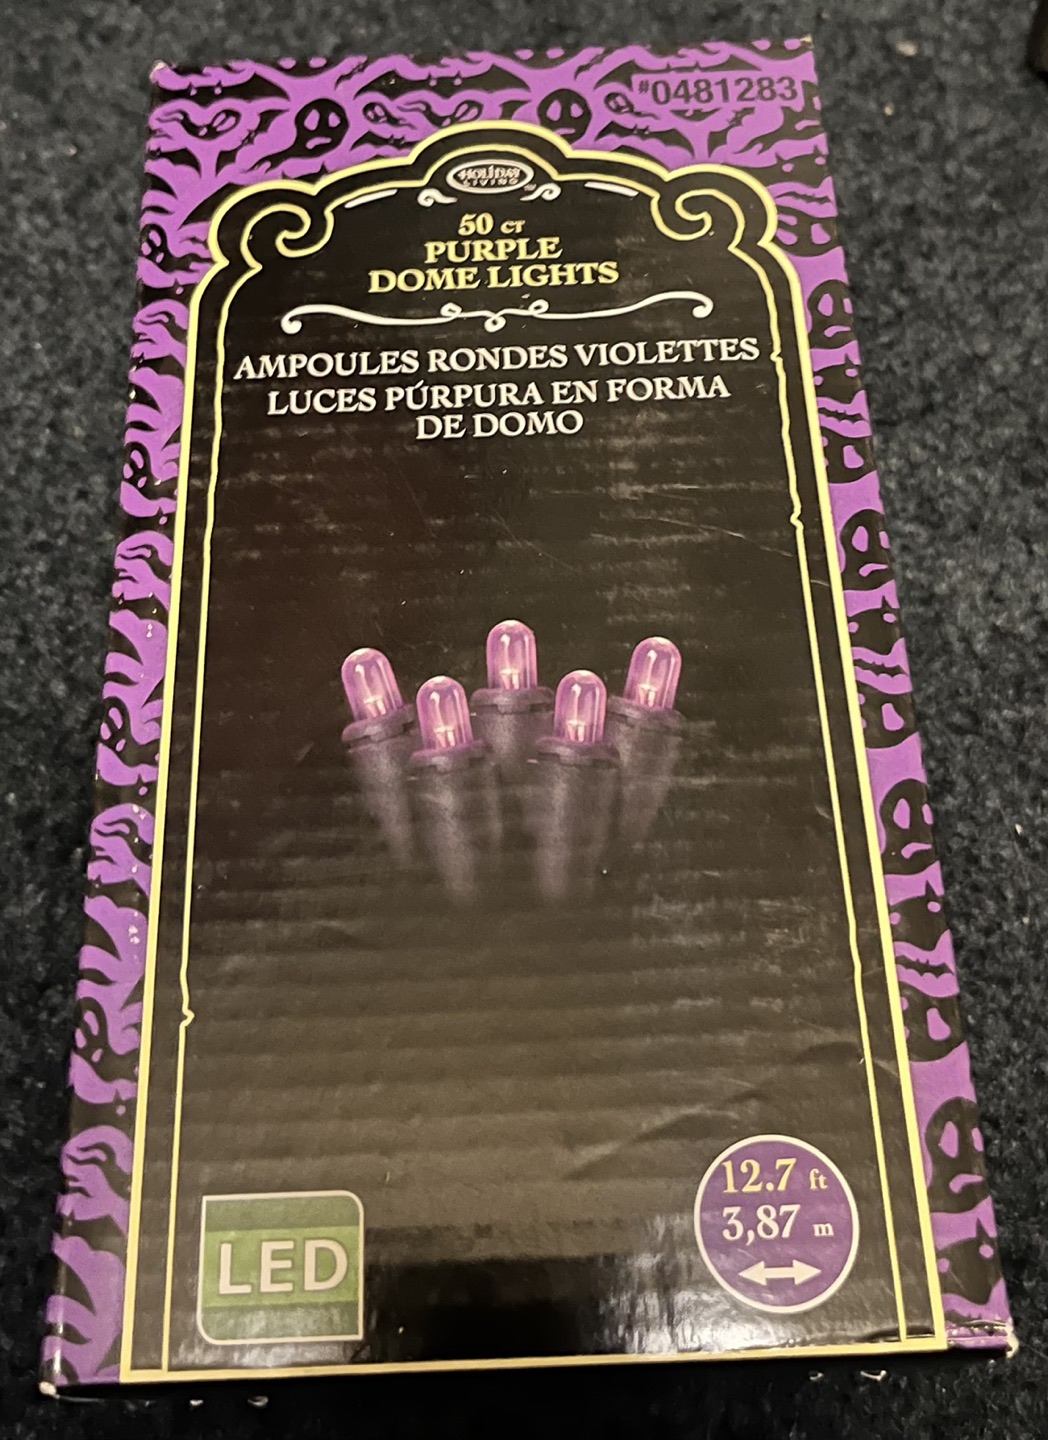 #0481283
HOLIDAY
LIVING
50 CT
PURPLE
DOME LIGHTS
AMPOULES RONDES VIOLETTES
LUCES PÚRPURA EN FORMA
DE DOMO
LED
12.7 ft
3,87 m